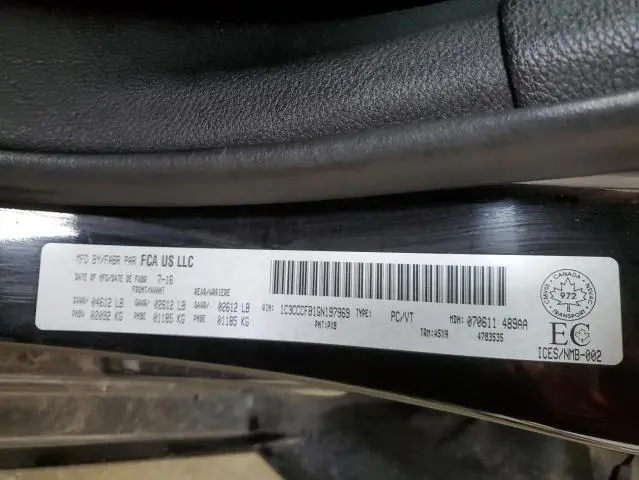 MFD BY/FABR PAR FCA US LLC
DATE OF MFG/DATE DE FABR 7-16
FRONT/AVANT REAR/ARRIERE
GVWR/ 04612 LB GAWR/ 02612 LB GAWR/ 02612 LB
PNBV 02092 KG PNBE 01185 KG PNBE 01185 KG
VIN: 1C3CCCFB1GN197969 TYPE: PC/VT MDH: 070611 489AA
PNT:PX8 TRM:A5X9 4783535
CANADA
972
TRANSPORT
EC
ICES/NMB-002